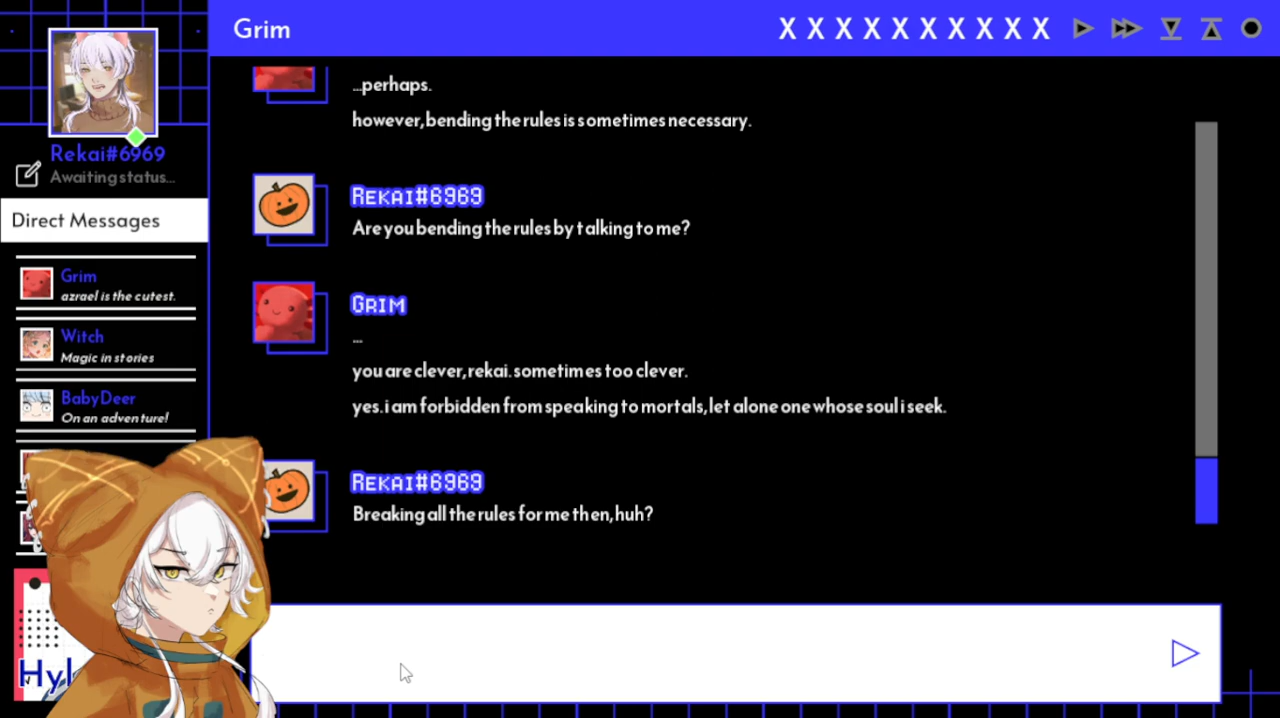 Grim
X X X X X X X X X X
Rekai#6969
Awaiting status...
Direct Messages
Grim
azrael is the cutest.
Witch
Magic in stories
BabyDeer
On an adventure!
Hyl
...perhaps.
however, bending the rules is sometimes necessary.
Rekai#6969
Are you bending the rules by talking to me?
Grim
...
you are clever, rekai. sometimes too clever.
yes. i am forbidden from speaking to mortals, let alone one whose soul i seek.
Rekai#6969
Breaking all the rules for me then, huh?